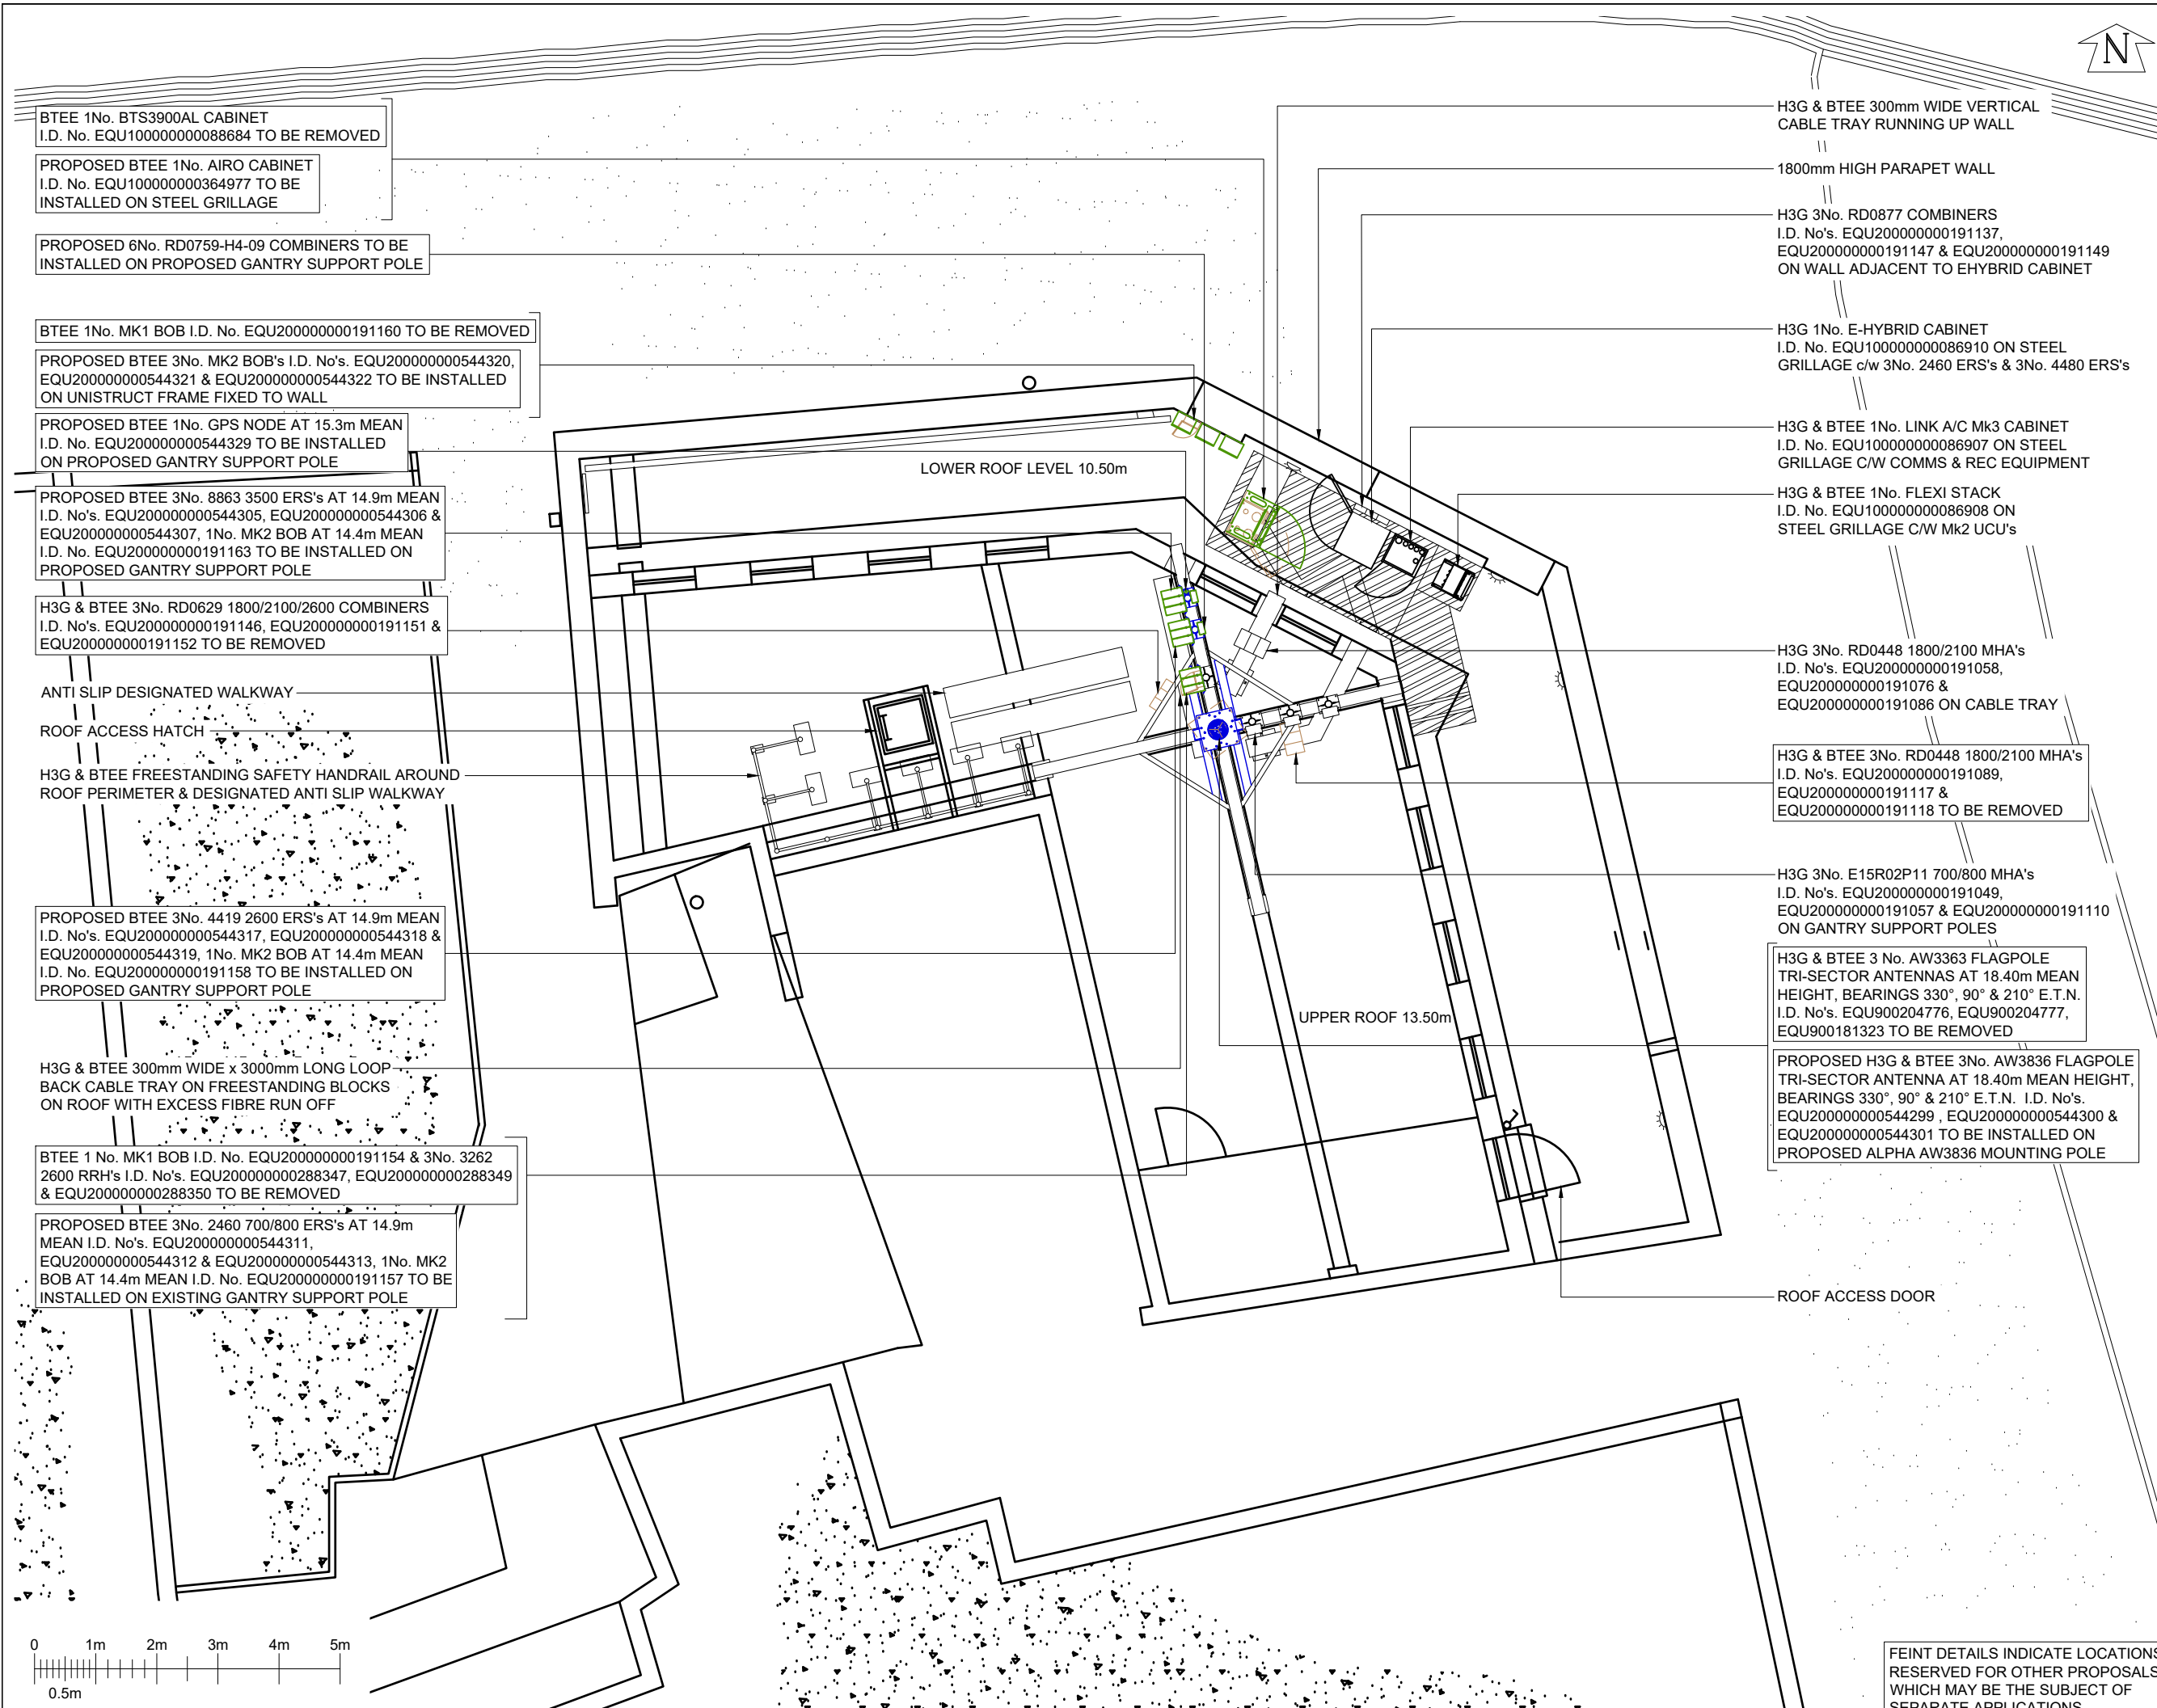 N
BTEE 1No. BTS3900AL CABINET
I.D. No. EQU100000000088684 TO BE REMOVED
PROPOSED BTEE 1No. AIRO CABINET
I.D. No. EQU100000000364977 TO BE
INSTALLED ON STEEL GRILLAGE
PROPOSED 6No. RD0759-H4-09 COMBINERS TO BE
INSTALLED ON PROPOSED GANTRY SUPPORT POLE
BTEE 1No. MK1 BOB I.D. No. EQU200000000191160 TO BE REMOVED
PROPOSED BTEE 3No. MK2 BOB's I.D. No's. EQU200000000544320,
EQU200000000544321 & EQU200000000544322 TO BE INSTALLED
ON UNISTRUCT FRAME FIXED TO WALL
PROPOSED BTEE 1No. GPS NODE AT 15.3m MEAN
I.D. No. EQU200000000544329 TO BE INSTALLED
ON PROPOSED GANTRY SUPPORT POLE
PROPOSED BTEE 3No. 8863 3500 ERS's AT 14.9m MEAN
I.D. No's. EQU200000000544305, EQU200000000544306 &
EQU200000000544307, 1No. MK2 BOB AT 14.4m MEAN
I.D. No. EQU200000000191163 TO BE INSTALLED ON
PROPOSED GANTRY SUPPORT POLE
H3G & BTEE 3No. RD0629 1800/2100/2600 COMBINERS
I.D. No's. EQU200000000191146, EQU200000000191151 &
EQU200000000191152 TO BE REMOVED
ANTI SLIP DESIGNATED WALKWAY
ROOF ACCESS HATCH
H3G & BTEE FREESTANDING SAFETY HANDRAIL AROUND
ROOF PERIMETER & DESIGNATED ANTI SLIP WALKWAY
PROPOSED BTEE 3No. 4419 2600 ERS's AT 14.9m MEAN
I.D. No's. EQU200000000544317, EQU200000000544318 &
EQU200000000544319, 1No. MK2 BOB AT 14.4m MEAN
I.D. No. EQU200000000191158 TO BE INSTALLED ON
PROPOSED GANTRY SUPPORT POLE
H3G & BTEE 300mm WIDE x 3000mm LONG LOOP
BACK CABLE TRAY ON FREESTANDING BLOCKS
ON ROOF WITH EXCESS FIBRE RUN OFF
BTEE 1 No. MK1 BOB I.D. No. EQU200000000191154 & 3No. 3262
2600 RRH's I.D. No's. EQU200000000288347, EQU200000000288349
& EQU200000000288350 TO BE REMOVED
PROPOSED BTEE 3No. 2460 700/800 ERS's AT 14.9m
MEAN I.D. No's. EQU200000000544311,
EQU200000000544312 & EQU200000000544313, 1No. MK2
BOB AT 14.4m MEAN I.D. No. EQU200000000191157 TO BE
INSTALLED ON EXISTING GANTRY SUPPORT POLE
LOWER ROOF LEVEL 10.50m
UPPER ROOF 13.50m
H3G & BTEE 300mm WIDE VERTICAL
CABLE TRAY RUNNING UP WALL
1800mm HIGH PARAPET WALL
H3G 3No. RD0877 COMBINERS
I.D. No's. EQU200000000191137,
EQU200000000191147 & EQU200000000191149
ON WALL ADJACENT TO EHYBRID CABINET
H3G 1No. E-HYBRID CABINET
I.D. No. EQU100000000086910 ON STEEL
GRILLAGE c/w 3No. 2460 ERS's & 3No. 4480 ERS's
H3G & BTEE 1No. LINK A/C Mk3 CABINET
I.D. No. EQU100000000086907 ON STEEL
GRILLAGE C/W COMMS & REC EQUIPMENT
H3G & BTEE 1No. FLEXI STACK
I.D. No. EQU100000000086908 ON
STEEL GRILLAGE C/W Mk2 UCU's
H3G 3No. RD0448 1800/2100 MHA's
I.D. No's. EQU200000000191058,
EQU200000000191076 &
EQU200000000191086 ON CABLE TRAY
H3G & BTEE 3No. RD0448 1800/2100 MHA's
I.D. No's. EQU200000000191089,
EQU200000000191117 &
EQU200000000191118 TO BE REMOVED
H3G 3No. E15R02P11 700/800 MHA's
I.D. No's. EQU200000000191049,
EQU200000000191057 & EQU200000000191110
ON GANTRY SUPPORT POLES
H3G & BTEE 3 No. AW3363 FLAGPOLE
TRI-SECTOR ANTENNAS AT 18.40m MEAN
HEIGHT, BEARINGS 330°, 90° & 210° E.T.N.
I.D. No's. EQU900204776, EQU900204777,
EQU900181323 TO BE REMOVED
PROPOSED H3G & BTEE 3No. AW3836 FLAGPOLE
TRI-SECTOR ANTENNA AT 18.40m MEAN HEIGHT,
BEARINGS 330°, 90° & 210° E.T.N. I.D. No's.
EQU200000000544299 , EQU200000000544300 &
EQU200000000544301 TO BE INSTALLED ON
PROPOSED ALPHA AW3836 MOUNTING POLE
ROOF ACCESS DOOR
0 1m 2m 3m 4m 5m
0.5m
FEINT DETAILS INDICATE LOCATIONS
RESERVED FOR OTHER PROPOSALS
WHICH MAY BE THE SUBJECT OF
SEPARATE APPLICATIONS